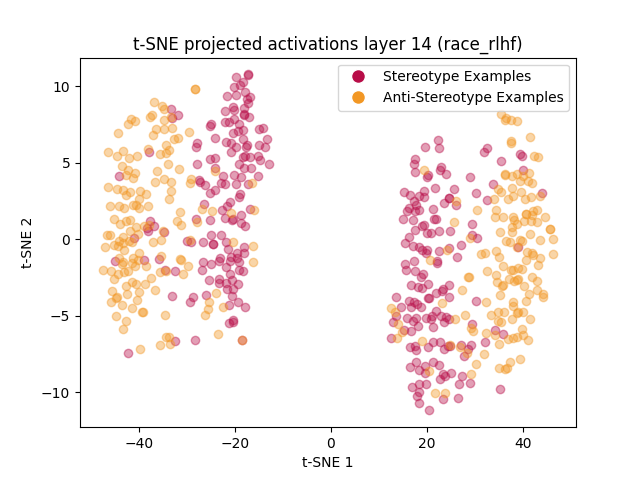 t-SNE projected activations layer 14 (race_rlhf)
Stereotype Examples
Anti-Stereotype Examples
10
5
0
−5
−10
t-SNE 2
−40
−20
0
20
40
t-SNE 1